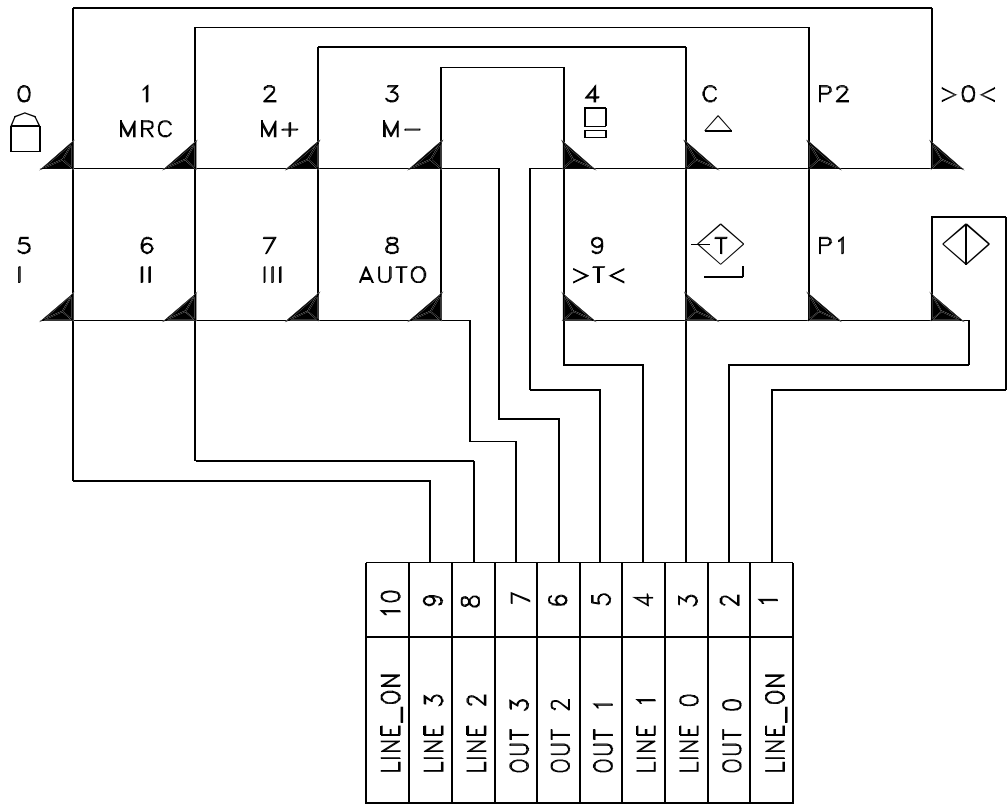 0 1 2 3 4 C P2 >0<
MRC M+ M−
5 6 7 8 9 T P1
I II III AUTO >T<
10 9 8 7 6 5 4 3 2 1
LINE_ON LINE 3 LINE 2 OUT 3 OUT 2 OUT 1 LINE 1 LINE 0 OUT 0 LINE_ON